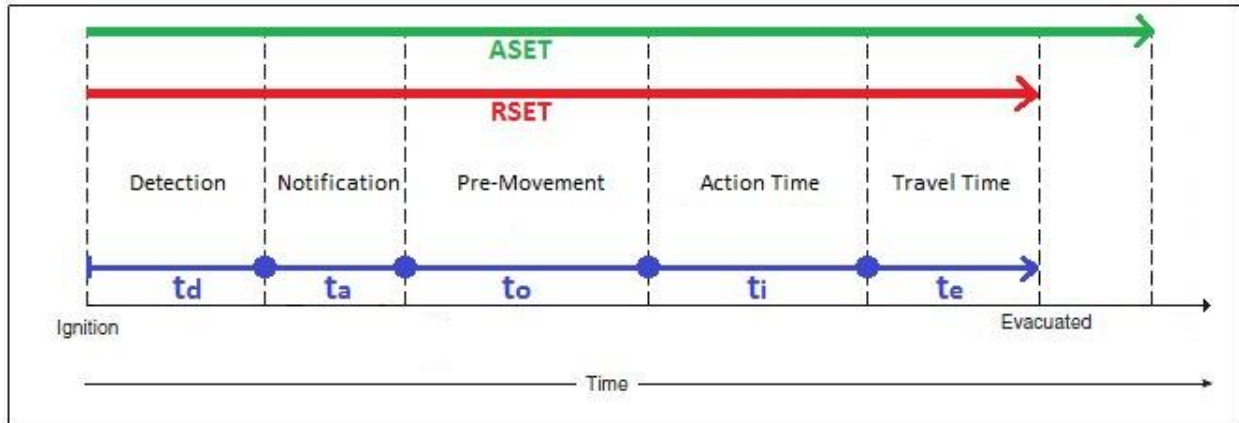 ASET
RSET
Detection Notification Pre-Movement Action Time Travel Time
td ta to ti te
Ignition Evacuated
Time